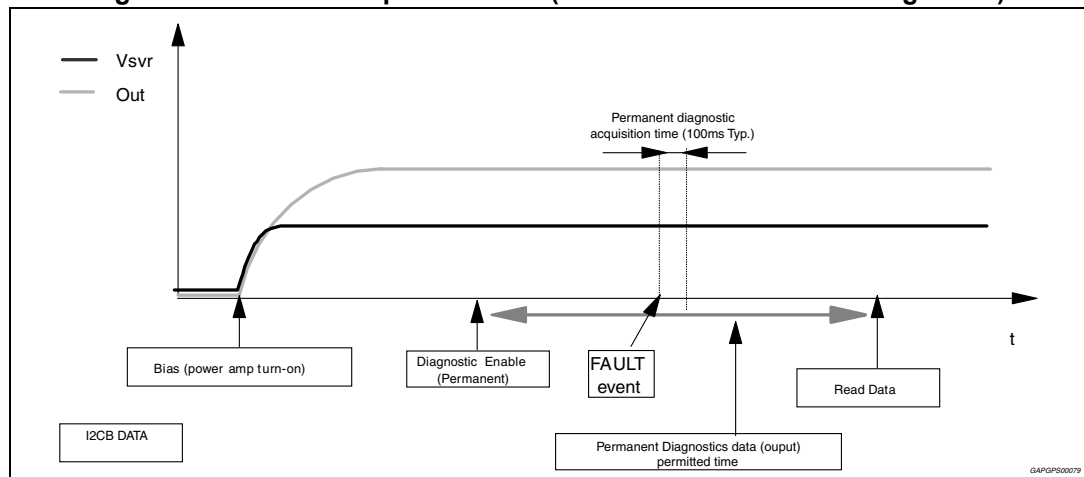 Vsvr
Out
Permanent diagnostic
acquisition time (100ms Typ.)
t
Bias (power amp turn-on)
Diagnostic Enable
(Permanent)
FAULT
event
Read Data
I2CB DATA
Permanent Diagnostics data (ouput)
permitted time
GAPGPS00079